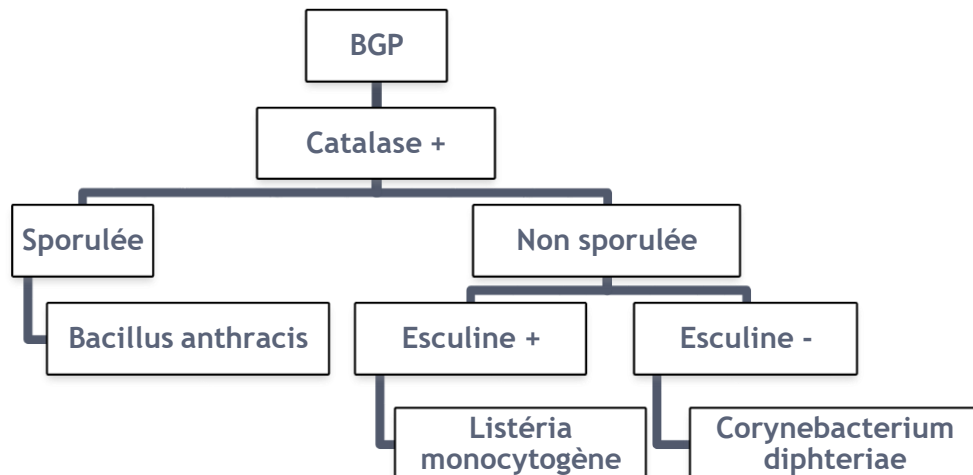 BGP
Catalase +
Sporulée
Non sporulée
Bacillus anthracis
Esculine +
Esculine -
Listéria
monocytogène
Corynebacterium
diphteriae